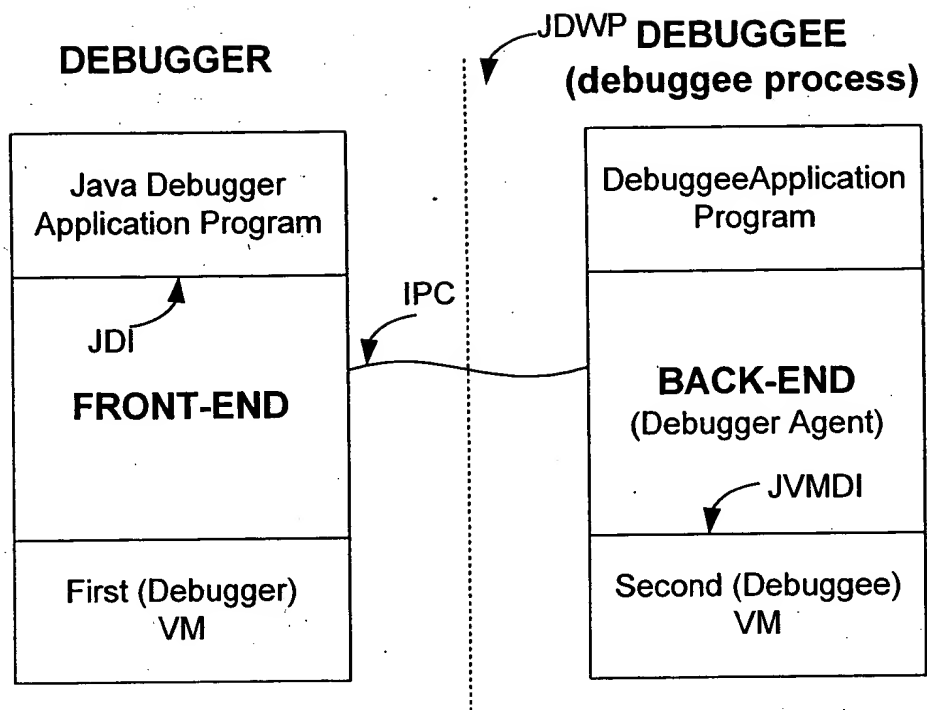 DEBUGGER
JDWP
DEBUGGEE
(debuggee process)
Java Debugger
Application Program
JDI
FRONT-END
First (Debugger)
VM
IPC
DebuggeeApplication
Program
BACK-END
(Debugger Agent)
JVMDI
Second (Debuggee)
VM